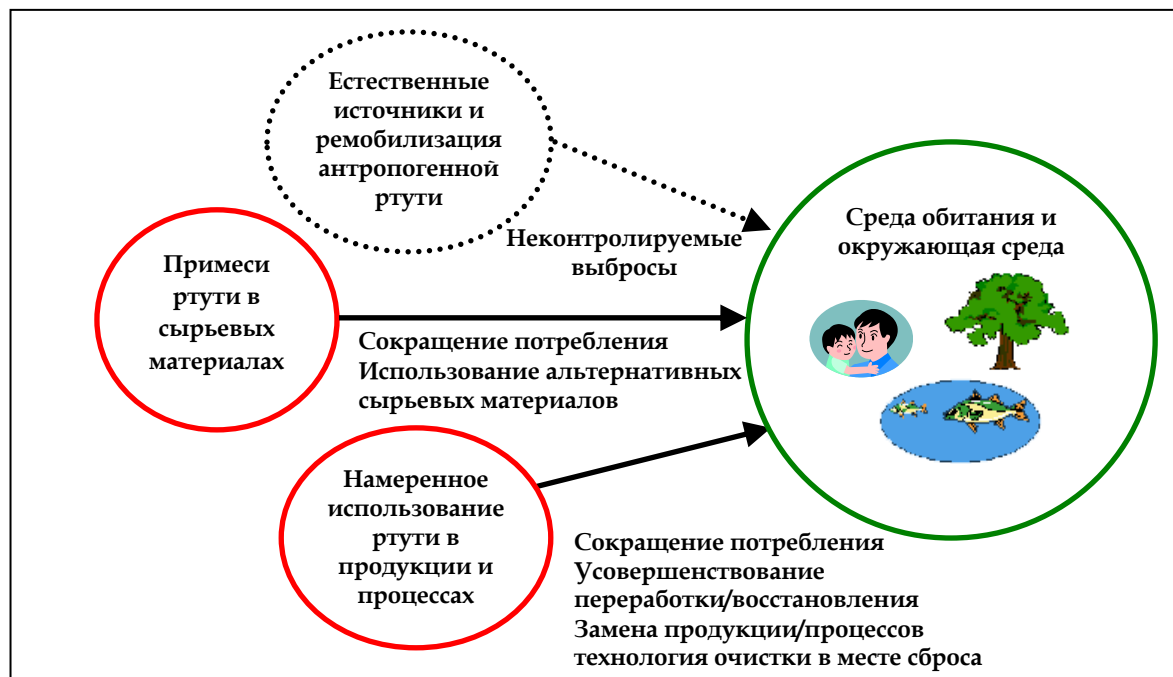 Естественные
источники и
ремобилизация
антропогенной
ртути
Неконтролируемые
выбросы
Среда обитания и
окружающая среда
Примеси
ртути в
сырьевых
материалах
Сокращение потребления
Использование альтернативных
сырьевых материалов
Намеренное
использование
ртути в
продукции и
процессах
Сокращение потребления
Усовершенствование
переработки/восстановления
Замена продукции/процессов
технология очистки в месте сброса